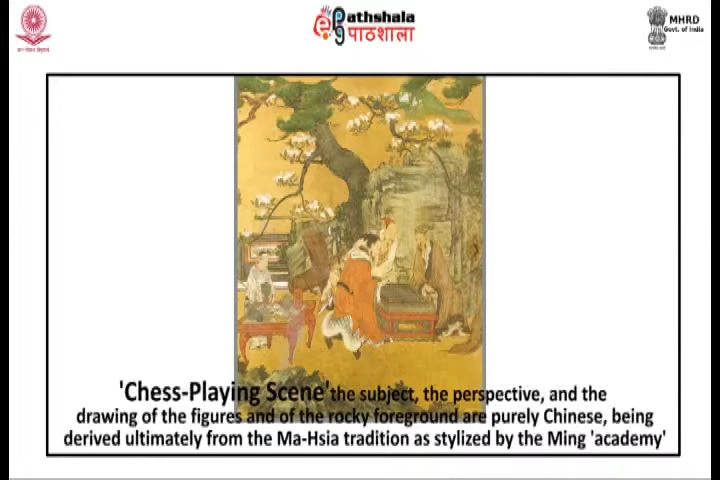 ePathshala
पाठशाला
MHRD
Govt. of India
'Chess-Playing Scene' the subject, the perspective, and the
drawing of the figures and of the rocky foreground are purely Chinese, being
derived ultimately from the Ma-Hsia tradition as stylized by the Ming 'academy'